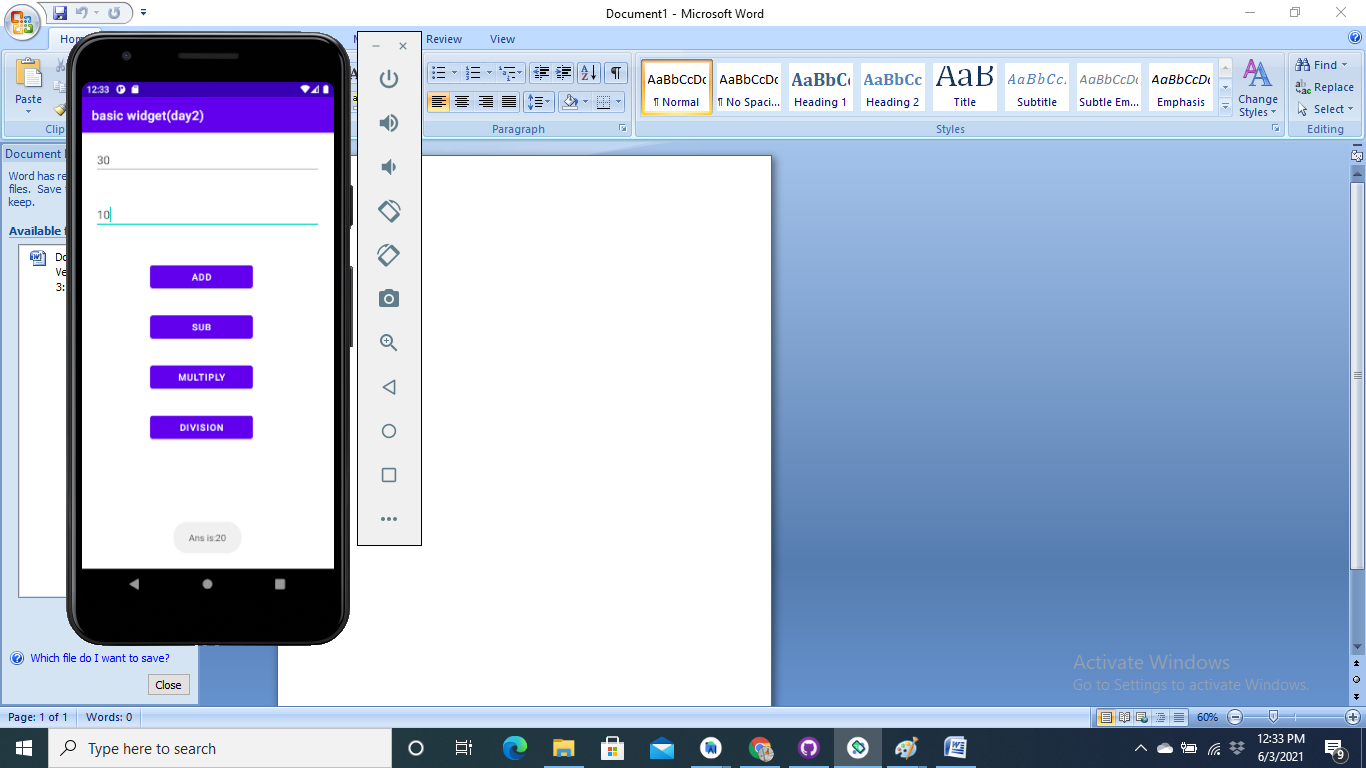 Document1 - Microsoft Word
Review View
Paste
¶
AaBbCcDc AaBbCcDc AaBbC AaBbCc AaB AaBbCc. AaBbCcDc AaBbCcDc
¶ Normal ¶ No Spaci... Heading 1 Heading 2 Title Subtitle Subtle Em... Emphasis
Change
Styles
Find
Replace
Select
Paragraph Styles Editing
12:33
basic widget(day2)
30
10
ADD
SUB
MULTIPLY
DIVISION
Ans is:20
Word has re
files. Save
keep.
Available
3:
Which file do I want to save?
Close
Activate Windows
Go to Settings to activate Windows.
Page: 1 of 1 Words: 0 60%
Type here to search
12:33 PM
6/3/2021
9